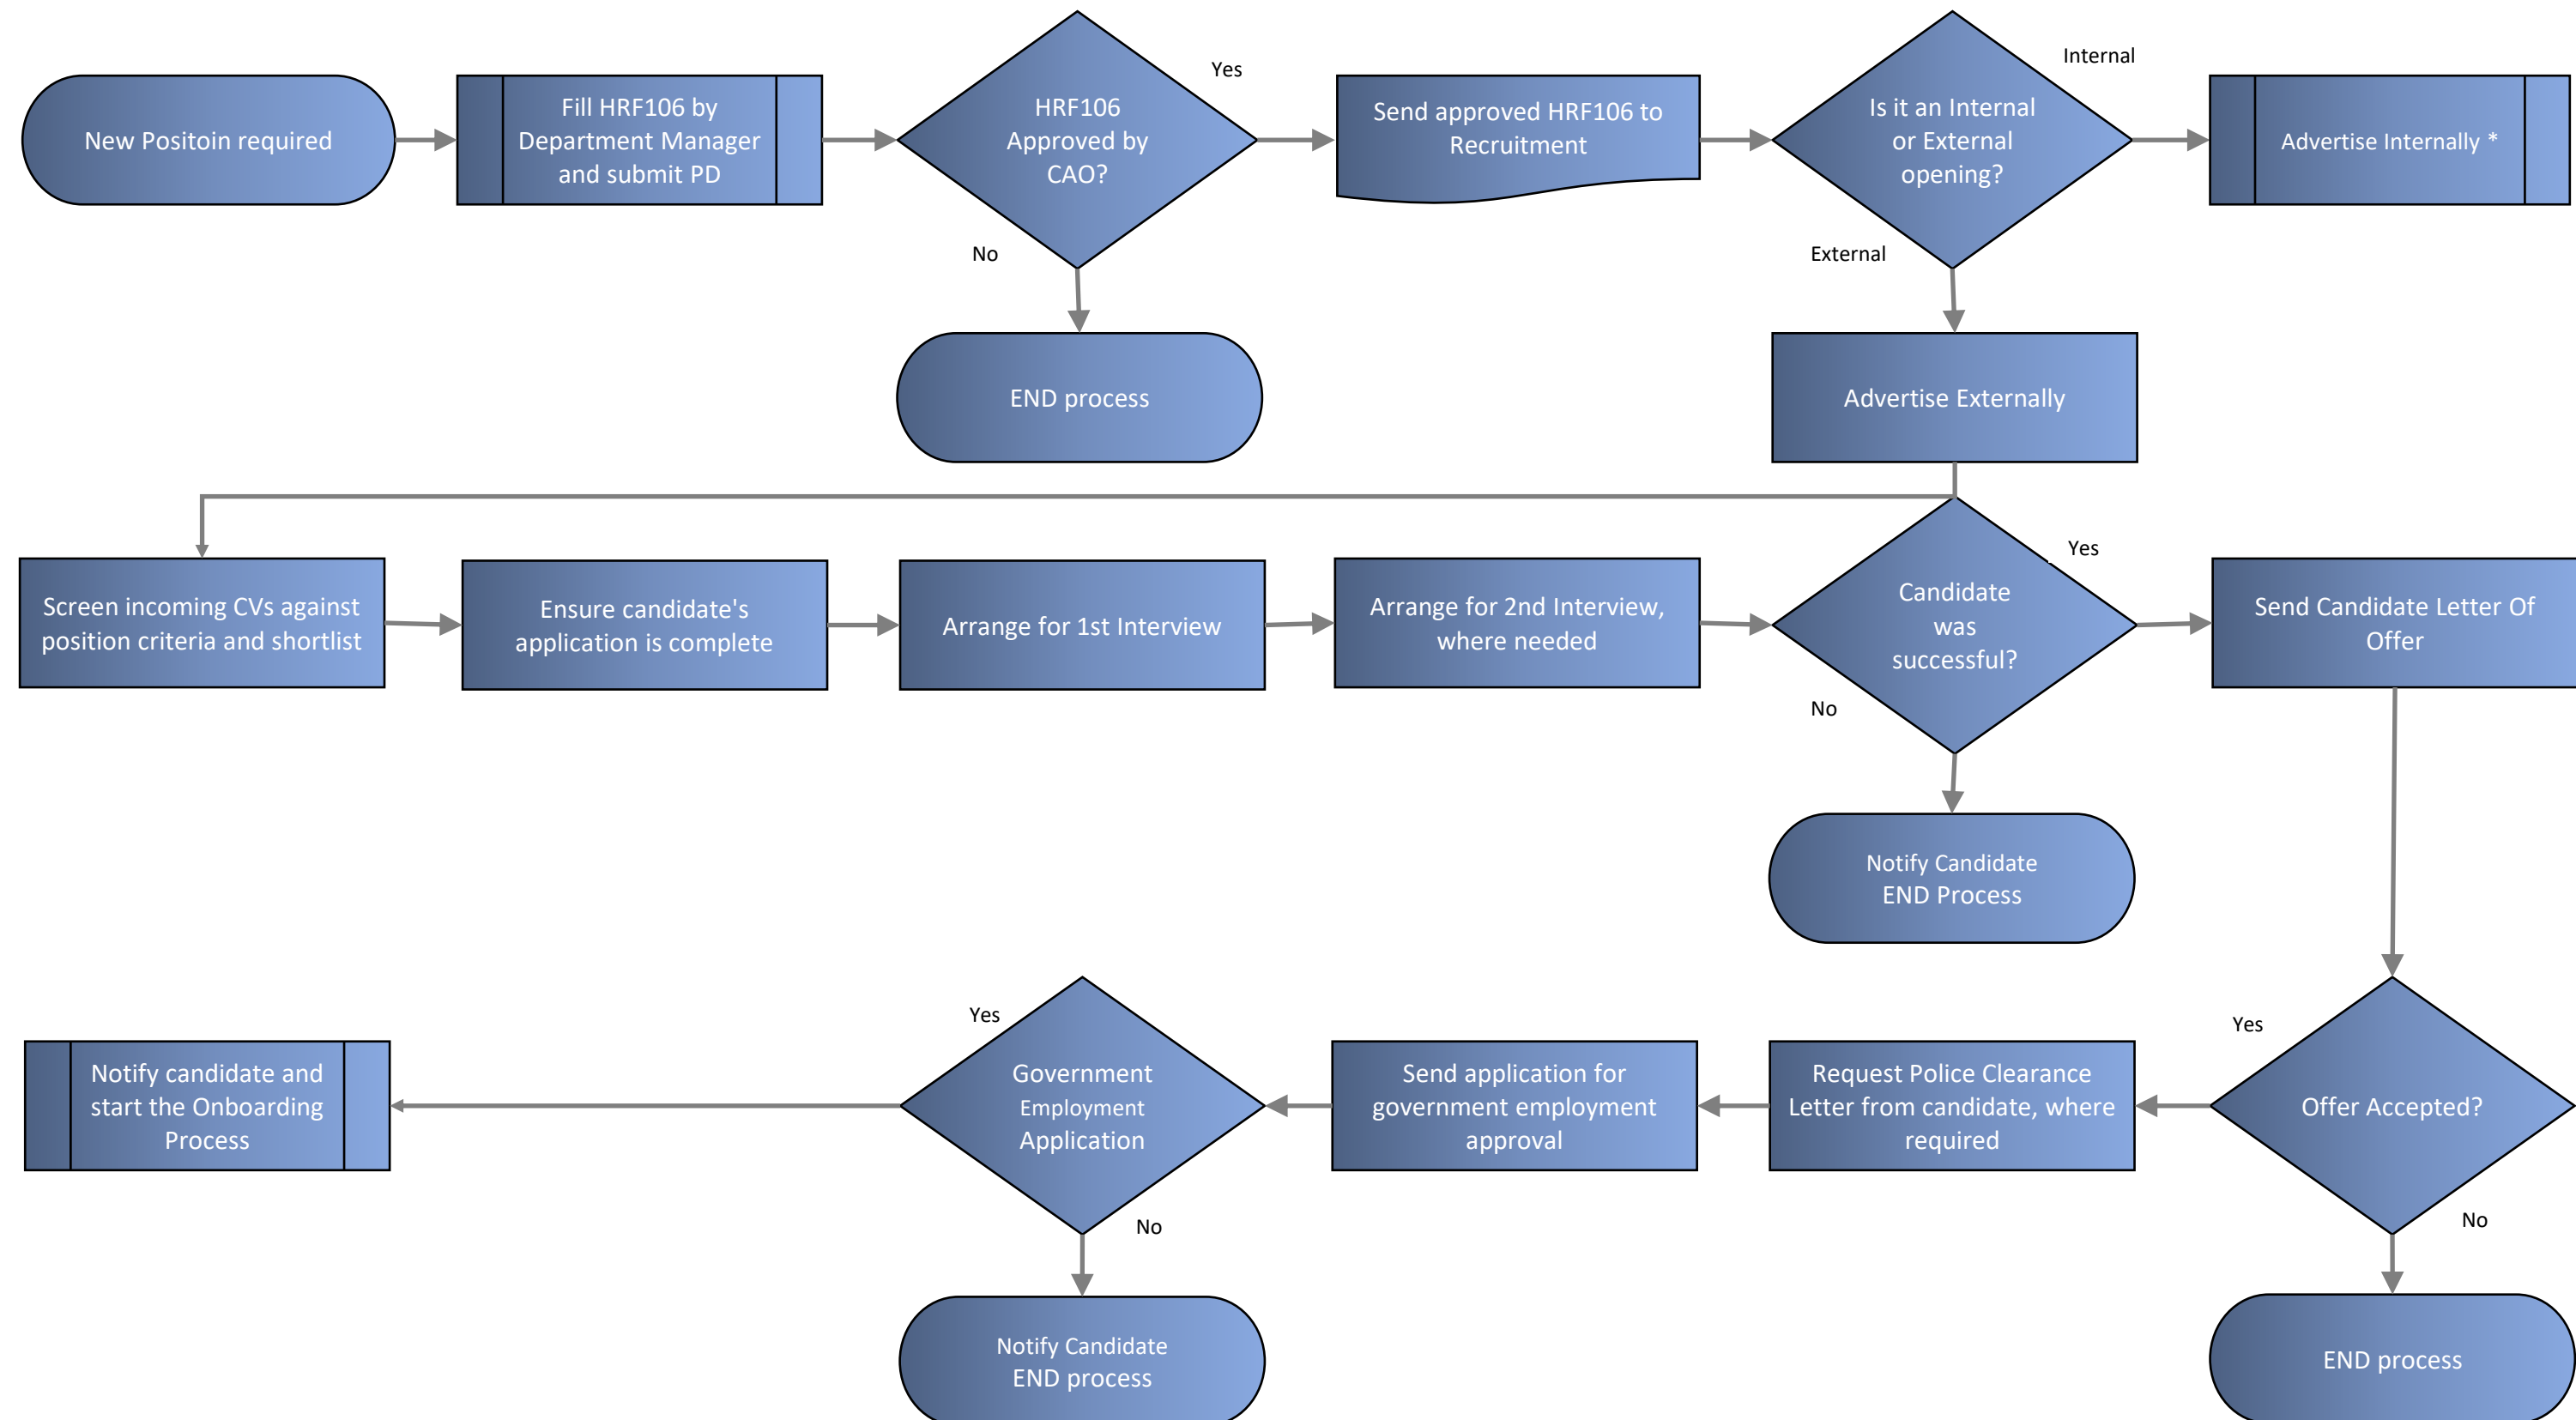 New Positoin required
Fill HRF106 by
Department Manager
and submit PD
HRF106
Approved by
CAO?
Yes
No
Send approved HRF106 to
Recruitment
Is it an Internal
or External
opening?
Internal
External
Advertise Internally *
END process
Advertise Externally
Screen incoming CVs against
position criteria and shortlist
Ensure candidate's
application is complete
Arrange for 1st Interview
Arrange for 2nd Interview,
where needed
Candidate
was
successful?
Yes
No
Send Candidate Letter Of
Offer
Notify Candidate
END Process
Offer Accepted?
Yes
No
Request Police Clearance
Letter from candidate, where
required
Send application for
government employment
approval
Government
Employment
Application
Yes
No
Notify candidate and
start the Onboarding
Process
Notify Candidate
END process
END process